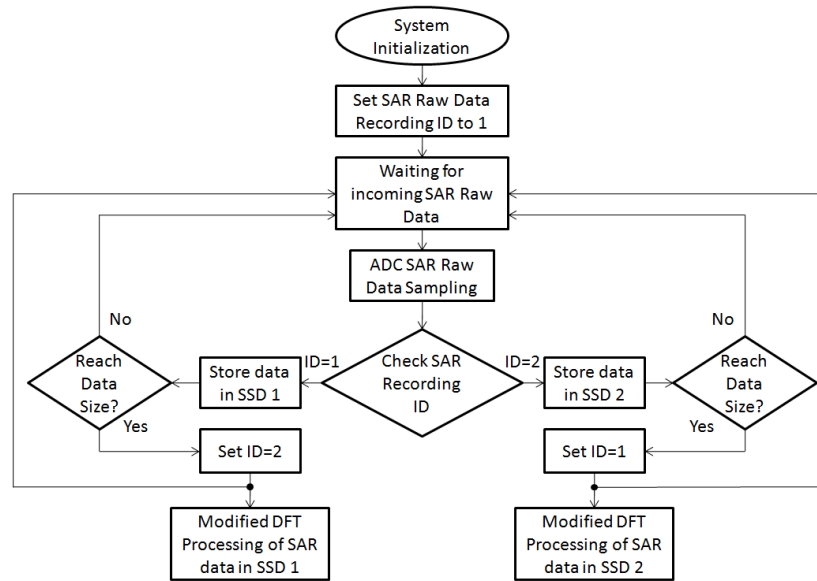 System
Initialization
Set SAR Raw Data
Recording ID to 1
Waiting for
incoming SAR Raw
Data
ADC SAR Raw
Data Sampling
No
No
Reach
Data
Size?
Store data
in SSD 1
ID=1
Check SAR
Recording
ID
ID=2
Store data
in SSD 2
Reach
Data
Size?
Yes
Set ID=2
Set ID=1
Yes
Modified DFT
Processing of SAR
data in SSD 1
Modified DFT
Processing of SAR
data in SSD 2